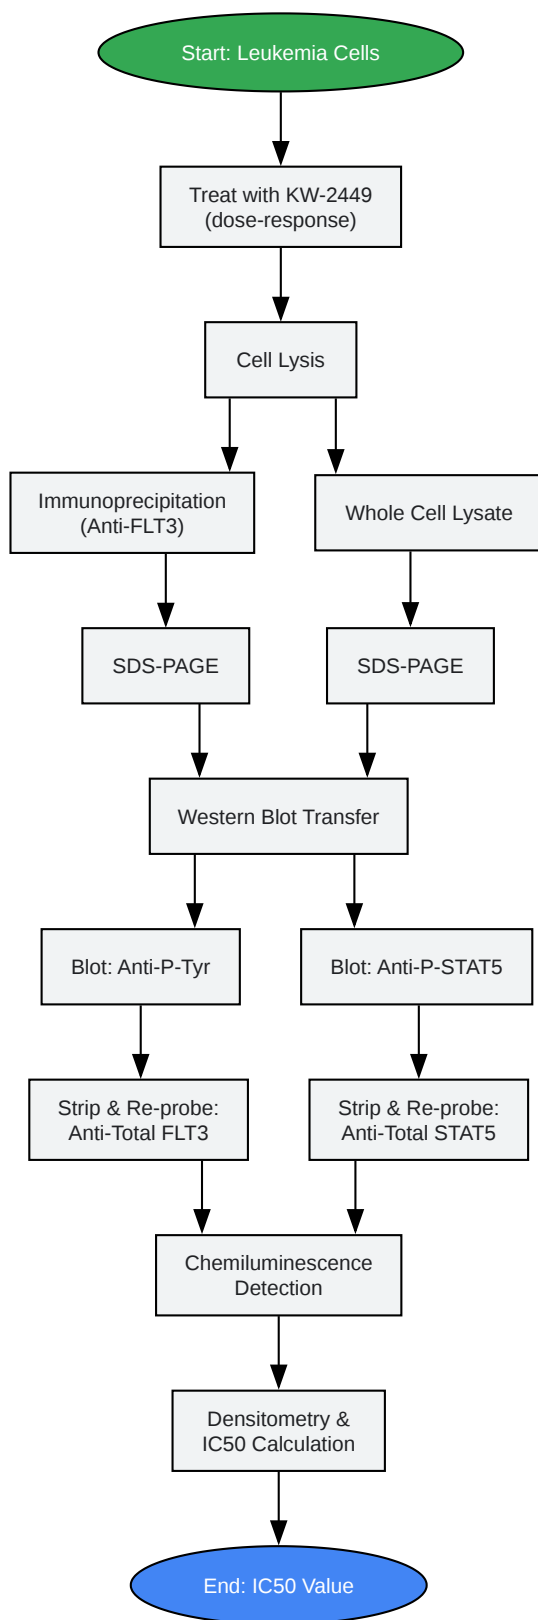 Start: Leukemia Cells
Treat with KW-2449
(dose-response)
Cell Lysis
Immunoprecipitation
(Anti-FLT3)
Whole Cell Lysate
SDS-PAGE
SDS-PAGE
Western Blot Transfer
Blot: Anti-P-Tyr
Blot: Anti-P-STAT5
Strip & Re-probe:
Anti-Total FLT3
Strip & Re-probe:
Anti-Total STAT5
Chemiluminescence
Detection
Densitometry &
IC50 Calculation
End: IC50 Value